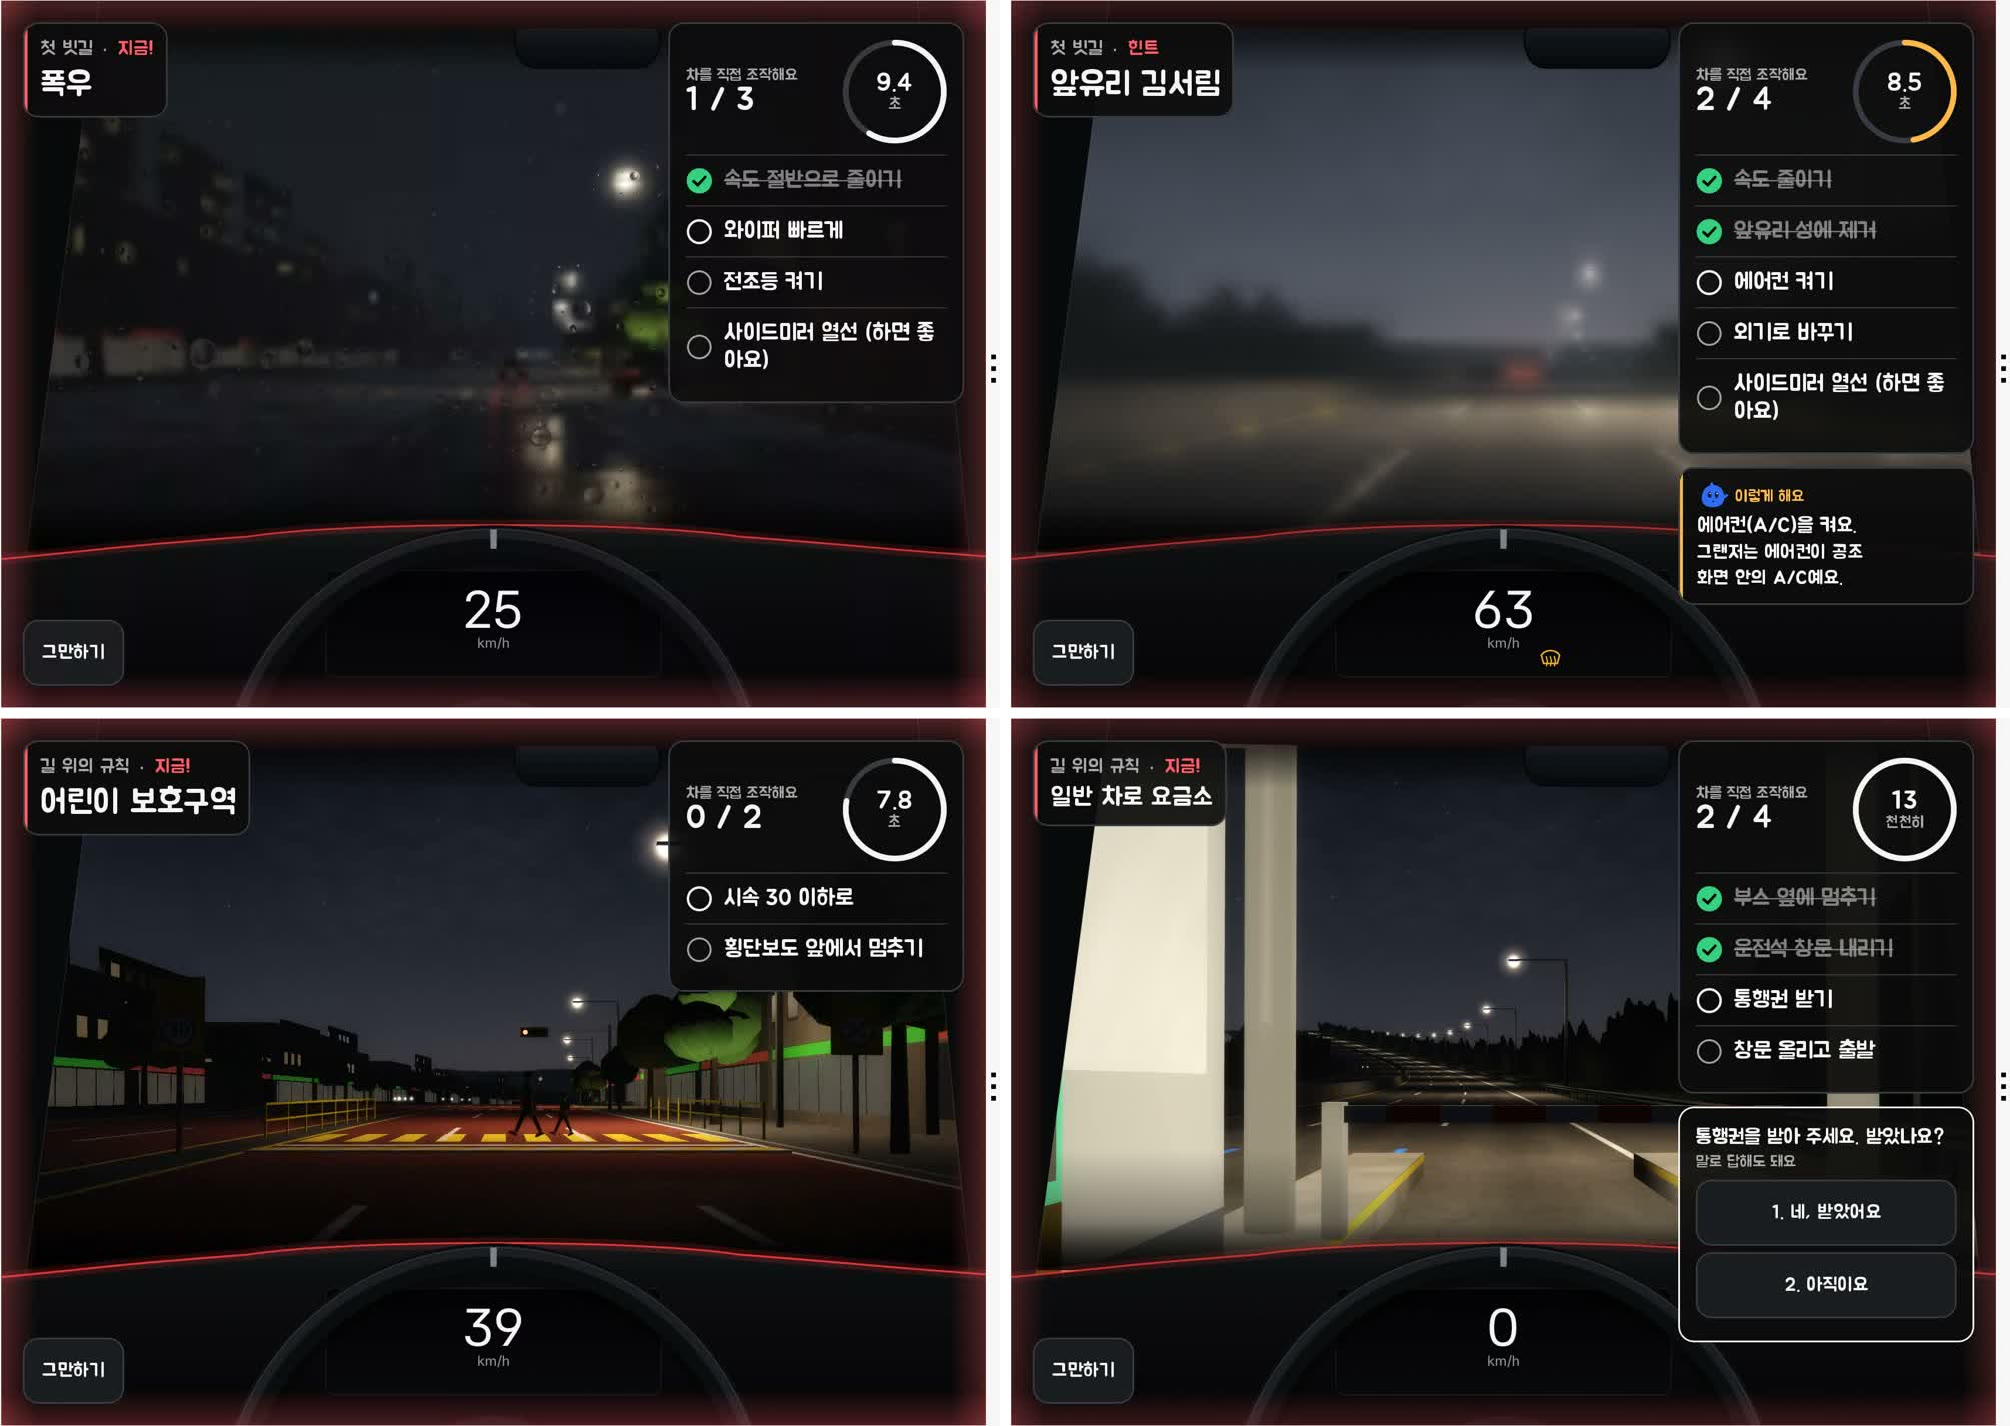 첫 빗길 · 지금!
폭우
차를 직접 조작해요
1 / 3
9.4
초
속도 절반으로 줄이기
와이퍼 빠르게
전조등 켜기
사이드미러 열선 (하면 좋
아요)
25
km/h
그만하기
첫 빗길 · 힌트
앞유리 김서림
차를 직접 조작해요
2 / 4
8.5
초
속도 줄이기
앞유리 성에 제거
에어컨 켜기
외기로 바꾸기
사이드미러 열선 (하면 좋
아요)
이렇게 해요
에어컨(A/C)을 켜요.
그랜저는 에어컨이 공조
화면 안의 A/C예요.
63
km/h
그만하기
길 위의 규칙 · 지금!
어린이 보호구역
차를 직접 조작해요
0 / 2
7.8
초
시속 30 이하로
횡단보도 앞에서 멈추기
39
km/h
그만하기
길 위의 규칙 · 지금!
일반 차로 요금소
차를 직접 조작해요
2 / 4
13
천천히
부스 옆에 멈추기
운전석 창문 내리기
통행권 받기
창문 올리고 출발
통행권을 받아 주세요. 받았나요?
말로 답해도 돼요
1. 네, 받았어요
2. 아직이요
0
km/h
그만하기